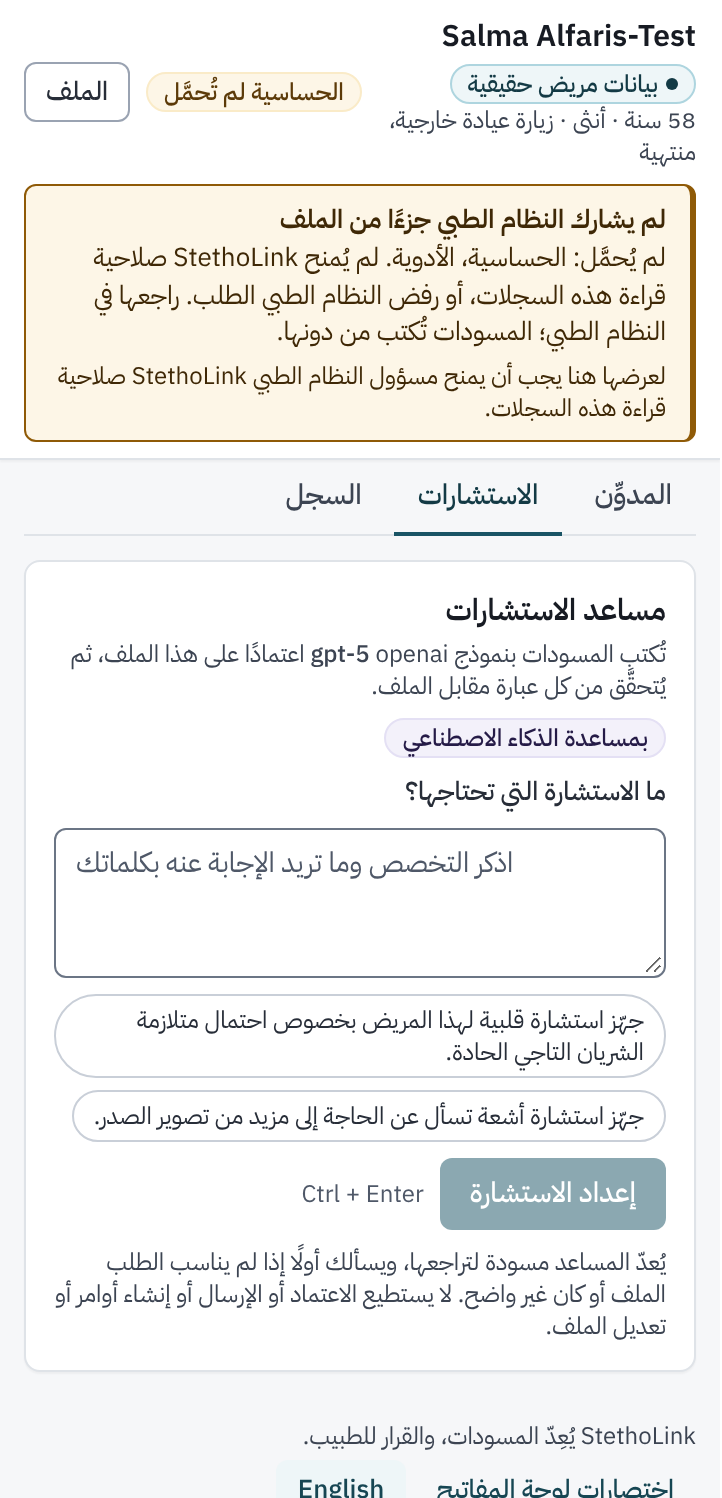 Salma Alfaris-Test
بيانات مريض حقيقية
58 سنة · أنثى · زيارة عيادة خارجية،
منتهية
الحساسية لم تُحمَّل
الملف
لم يشارك النظام الطبي جزءًا من الملف
لم يُحمَّل: الحساسية، الأدوية. لم يُمنح StethoLink صلاحية
قراءة هذه السجلات، أو رفض النظام الطبي الطلب. راجعها في
النظام الطبي؛ المسودات تُكتب من دونها.
لعرضها هنا يجب أن يمنح مسؤول النظام الطبي StethoLink صلاحية
قراءة هذه السجلات.
المدوِّن
الاستشارات
السجل
مساعد الاستشارات
تُكتب المسودات بنموذج openai gpt-5 اعتمادًا على هذا الملف، ثم
يُتحقَّق من كل عبارة مقابل الملف.
بمساعدة الذكاء الاصطناعي
ما الاستشارة التي تحتاجها؟
اذكر التخصص وما تريد الإجابة عنه بكلماتك
جهّز استشارة قلبية لهذا المريض بخصوص احتمال متلازمة
الشريان التاجي الحادة.
جهّز استشارة أشعة تسأل عن الحاجة إلى مزيد من تصوير الصدر.
إعداد الاستشارة
Ctrl + Enter
يُعدّ المساعد مسودة لتراجعها، ويسألك أولًا إذا لم يناسب الطلب
الملف أو كان غير واضح. لا يستطيع الاعتماد أو الإرسال أو إنشاء أوامر أو
تعديل الملف.
StethoLink يُعِدّ المسودات، والقرار للطبيب.
اختصارات لوحة المفاتيح
English